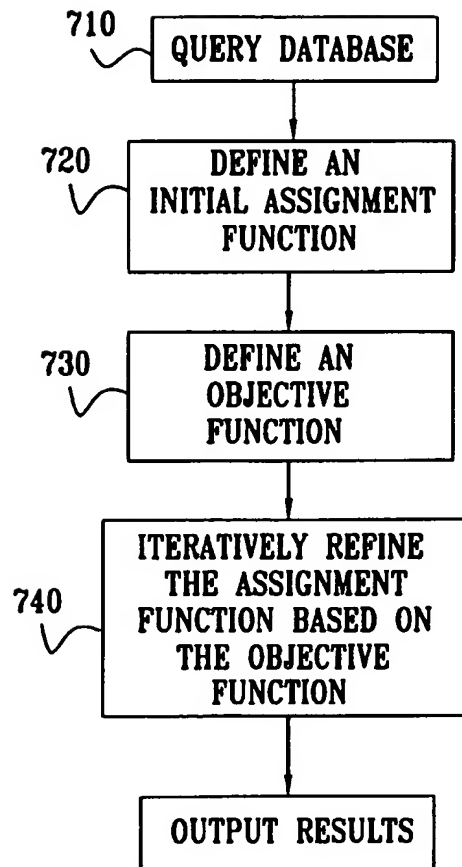 710
QUERY DATABASE
720
DEFINE AN
INITIAL ASSIGNMENT
FUNCTION
730
DEFINE AN
OBJECTIVE
FUNCTION
740
ITERATIVELY REFINE
THE ASSIGNMENT
FUNCTION BASED ON
THE OBJECTIVE
FUNCTION
OUTPUT RESULTS